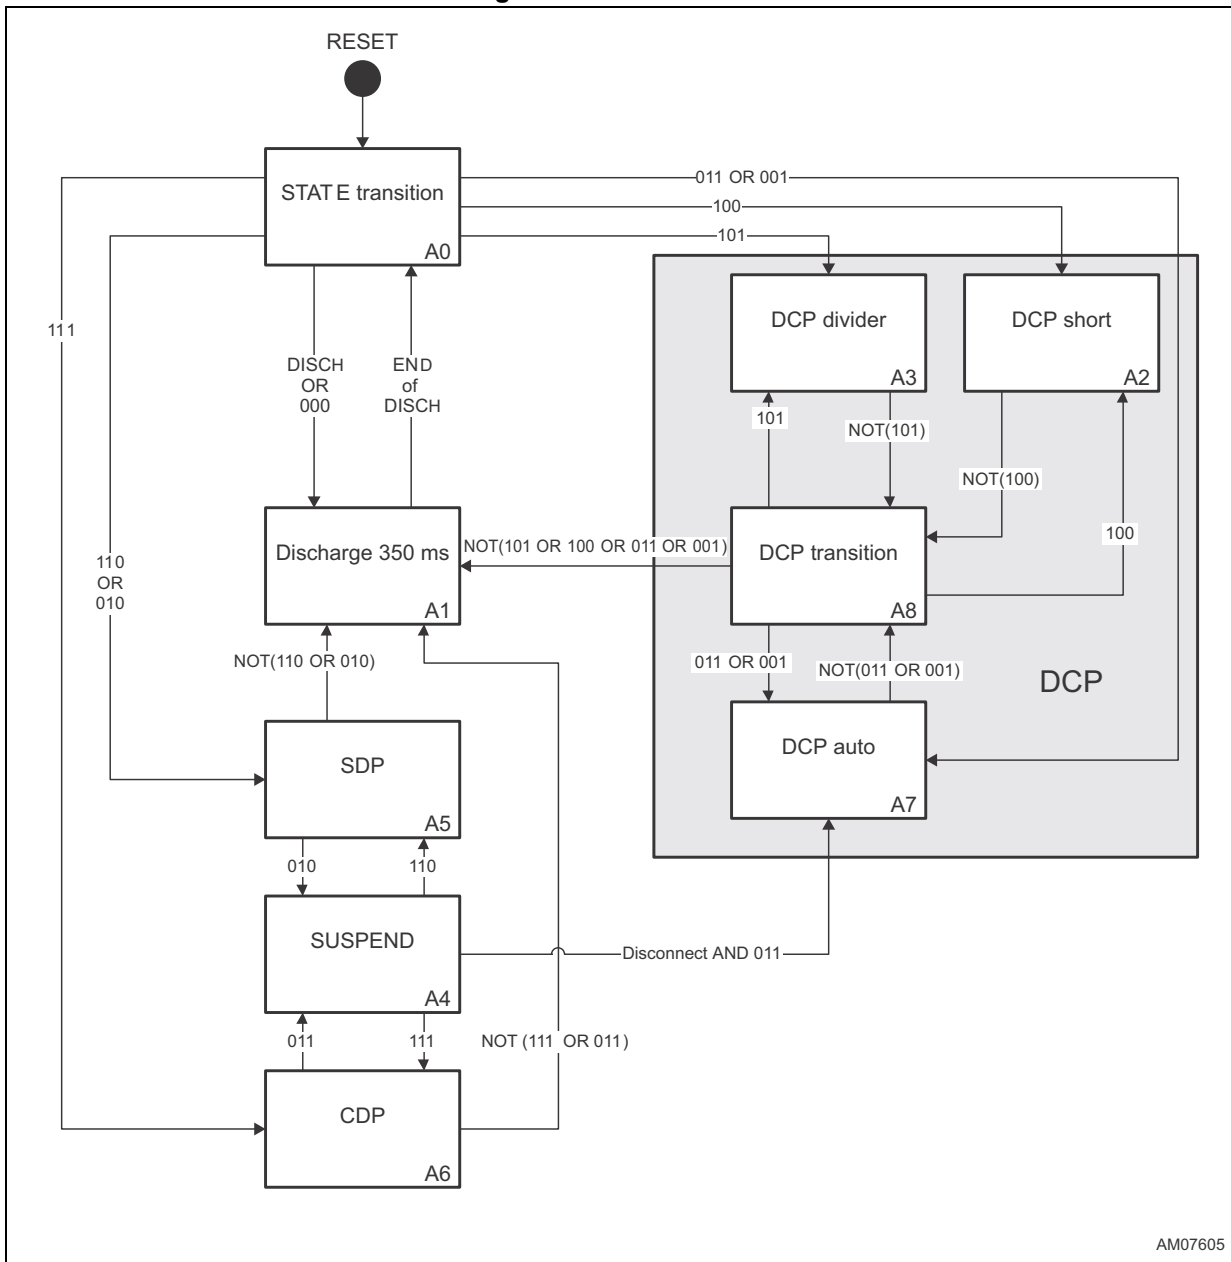 RESET
STATE transition
A0
011 OR 001
100
101
111
DISCH
OR
000
END
of
DISCH
110
OR
010
DCP divider
A3
DCP short
A2
101
NOT(101)
NOT(100)
100
Discharge 350 ms
A1
NOT(101 OR 100 OR 011 OR 001)
DCP transition
A8
NOT(110 OR 010)
011 OR 001
NOT(011 OR 001)
DCP
SDP
A5
DCP auto
A7
010
110
SUSPEND
A4
Disconnect AND 011
011
111
NOT (111 OR 011)
CDP
A6
AM07605